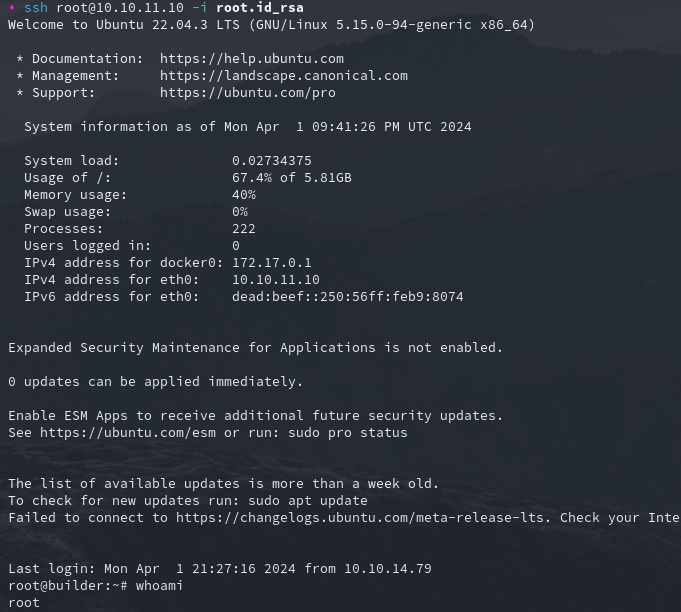 • ssh root@10.10.11.10 -i root.id_rsa
Welcome to Ubuntu 22.04.3 LTS (GNU/Linux 5.15.0-94-generic x86_64)
* Documentation:  https://help.ubuntu.com
* Management:     https://landscape.canonical.com
* Support:        https://ubuntu.com/pro
System information as of Mon Apr  1 09:41:26 PM UTC 2024
System load:              0.02734375
Usage of /:               67.4% of 5.81GB
Memory usage:             40%
Swap usage:               0%
Processes:                222
Users logged in:          0
IPv4 address for docker0: 172.17.0.1
IPv4 address for eth0:    10.10.11.10
IPv6 address for eth0:    dead:beef::250:56ff:feb9:8074
Expanded Security Maintenance for Applications is not enabled.
0 updates can be applied immediately.
Enable ESM Apps to receive additional future security updates.
See https://ubuntu.com/esm or run: sudo pro status
The list of available updates is more than a week old.
To check for new updates run: sudo apt update
Failed to connect to https://changelogs.ubuntu.com/meta-release-lts. Check your Inte
Last login: Mon Apr  1 21:27:16 2024 from 10.10.14.79
root@builder:~# whoami
root